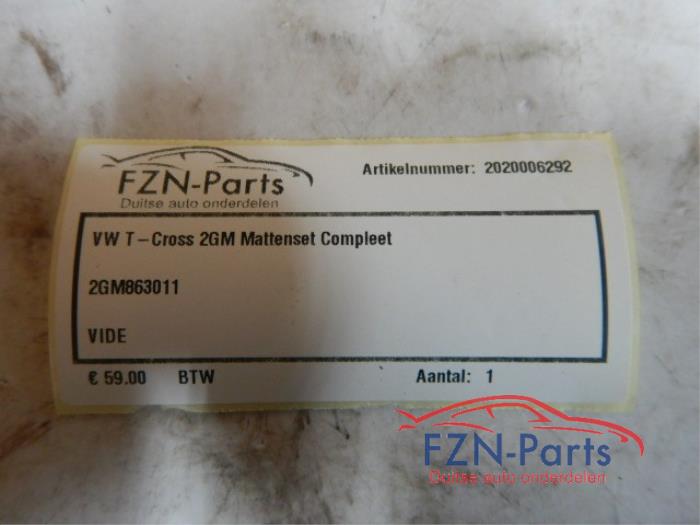 FZN-Parts
Duitse auto onderdelen
Artikelnummer: 2020006292
VW T-Cross 2GM Mattenset Compleet
2GM863011
VIDE
€ 59.00 BTW Aantal: 1
FZN-Parts
Duitse auto onderdelen